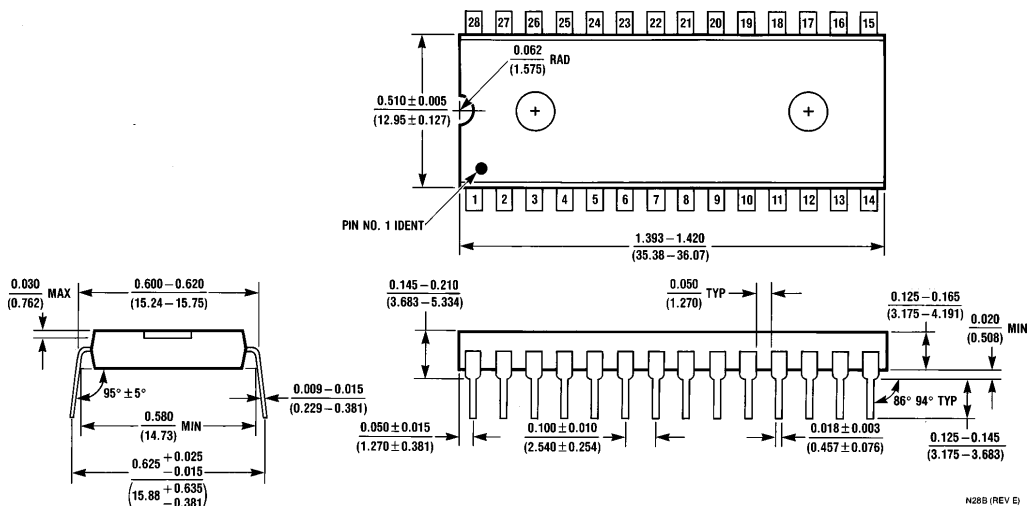 28 27 26 25 24 23 22 21 20 19 18 17 16 15
0.062
(1.575)
RAD
0.510 ± 0.005
(12.95 ± 0.127)
PIN NO. 1 IDENT
1 2 3 4 5 6 7 8 9 10 11 12 13 14
1.393 – 1.420
(35.38 – 36.07)
0.030
(0.762)
MAX
0.600 – 0.620
(15.24 – 15.75)
95° ± 5°
0.580
(14.73)
MIN
0.009 – 0.015
(0.229 – 0.381)
0.625 + 0.025
– 0.015
(15.88 + 0.635
– 0.381)
0.145 – 0.210
(3.683 – 5.334)
0.050
(1.270)
TYP
0.125 – 0.165
(3.175 – 4.191)
0.020
(0.508)
MIN
0.050 ± 0.015
(1.270 ± 0.381)
0.100 ± 0.010
(2.540 ± 0.254)
0.018 ± 0.003
(0.457 ± 0.076)
86° 94° TYP
0.125 – 0.145
(3.175 – 3.683)
N28B (REV E)